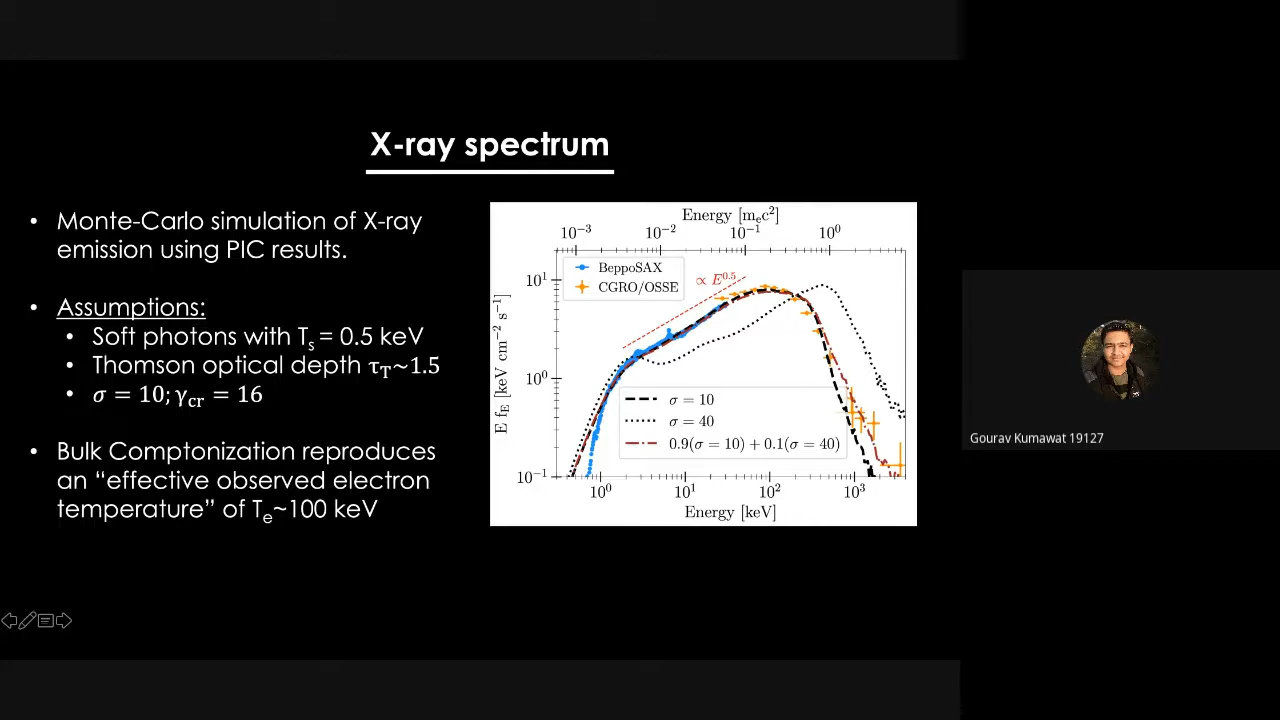 X-ray spectrum
• Monte-Carlo simulation of X-ray
emission using PIC results.
• Assumptions:
• Soft photons with Tₛ = 0.5 keV
• Thomson optical depth τ_T~1.5
• σ = 10; γ_cr = 16
• Bulk Comptonization reproduces
an “effective observed electron
temperature” of Tₑ~100 keV
Energy [mₑc²]
10⁻³ 10⁻² 10⁻¹ 10⁰
BeppoSAX
CGRO/OSSE
∝ E^0.5
E f_E [keV cm⁻² s⁻¹]
10¹
10⁰
10⁻¹
σ = 10
σ = 40
0.9(σ = 10) + 0.1(σ = 40)
10⁰ 10¹ 10² 10³
Energy [keV]
Gourav Kumawat 19127